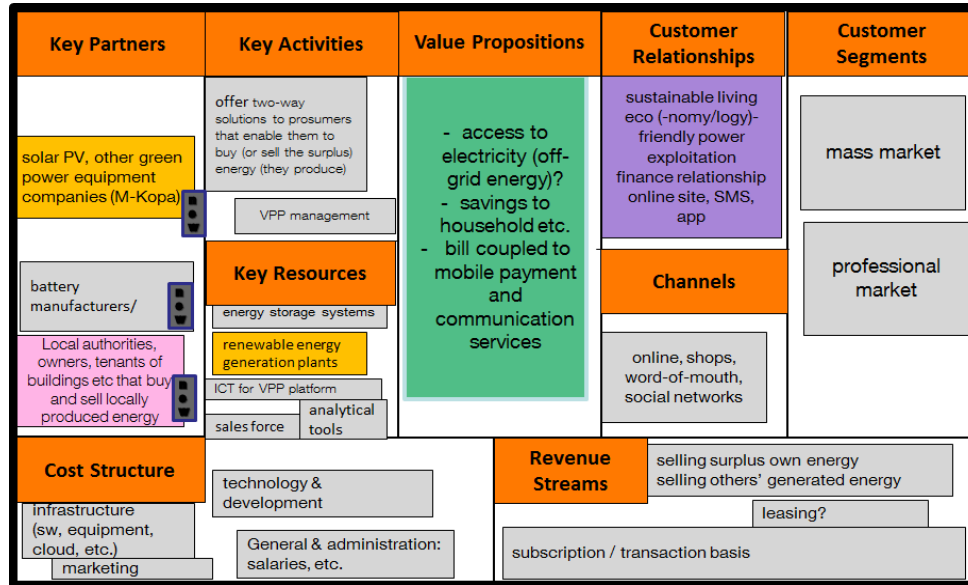 Key Partners
solar PV, other green
power equipment
companies (M-Kopa)
battery
manufacturers/
Local authorities,
owners, tenants of
buildings etc that buy
and sell locally
produced energy
Key Activities
offer two-way
solutions to prosumers
that enable them to
buy (or sell the surplus)
energy (they produce)
VPP management
Key Resources
energy storage systems
renewable energy
generation plants
ICT for VPP platform
sales force
analytical
tools
Value Propositions
- access to
electricity (off-
grid energy)?
- savings to
household etc.
- bill coupled to
mobile payment
and
communication
services
Customer
Relationships
sustainable living
eco (-nomy/logy)-
friendly power
exploitation
finance relationship
online site, SMS,
app
Channels
online, shops,
word-of-mouth,
social networks
Customer
Segments
mass market
professional
market
Cost Structure
infrastructure
(sw, equipment,
cloud, etc.)
marketing
technology &
development
General & administration:
salaries, etc.
Revenue
Streams
selling surplus own energy
selling others' generated energy
leasing?
subscription / transaction basis